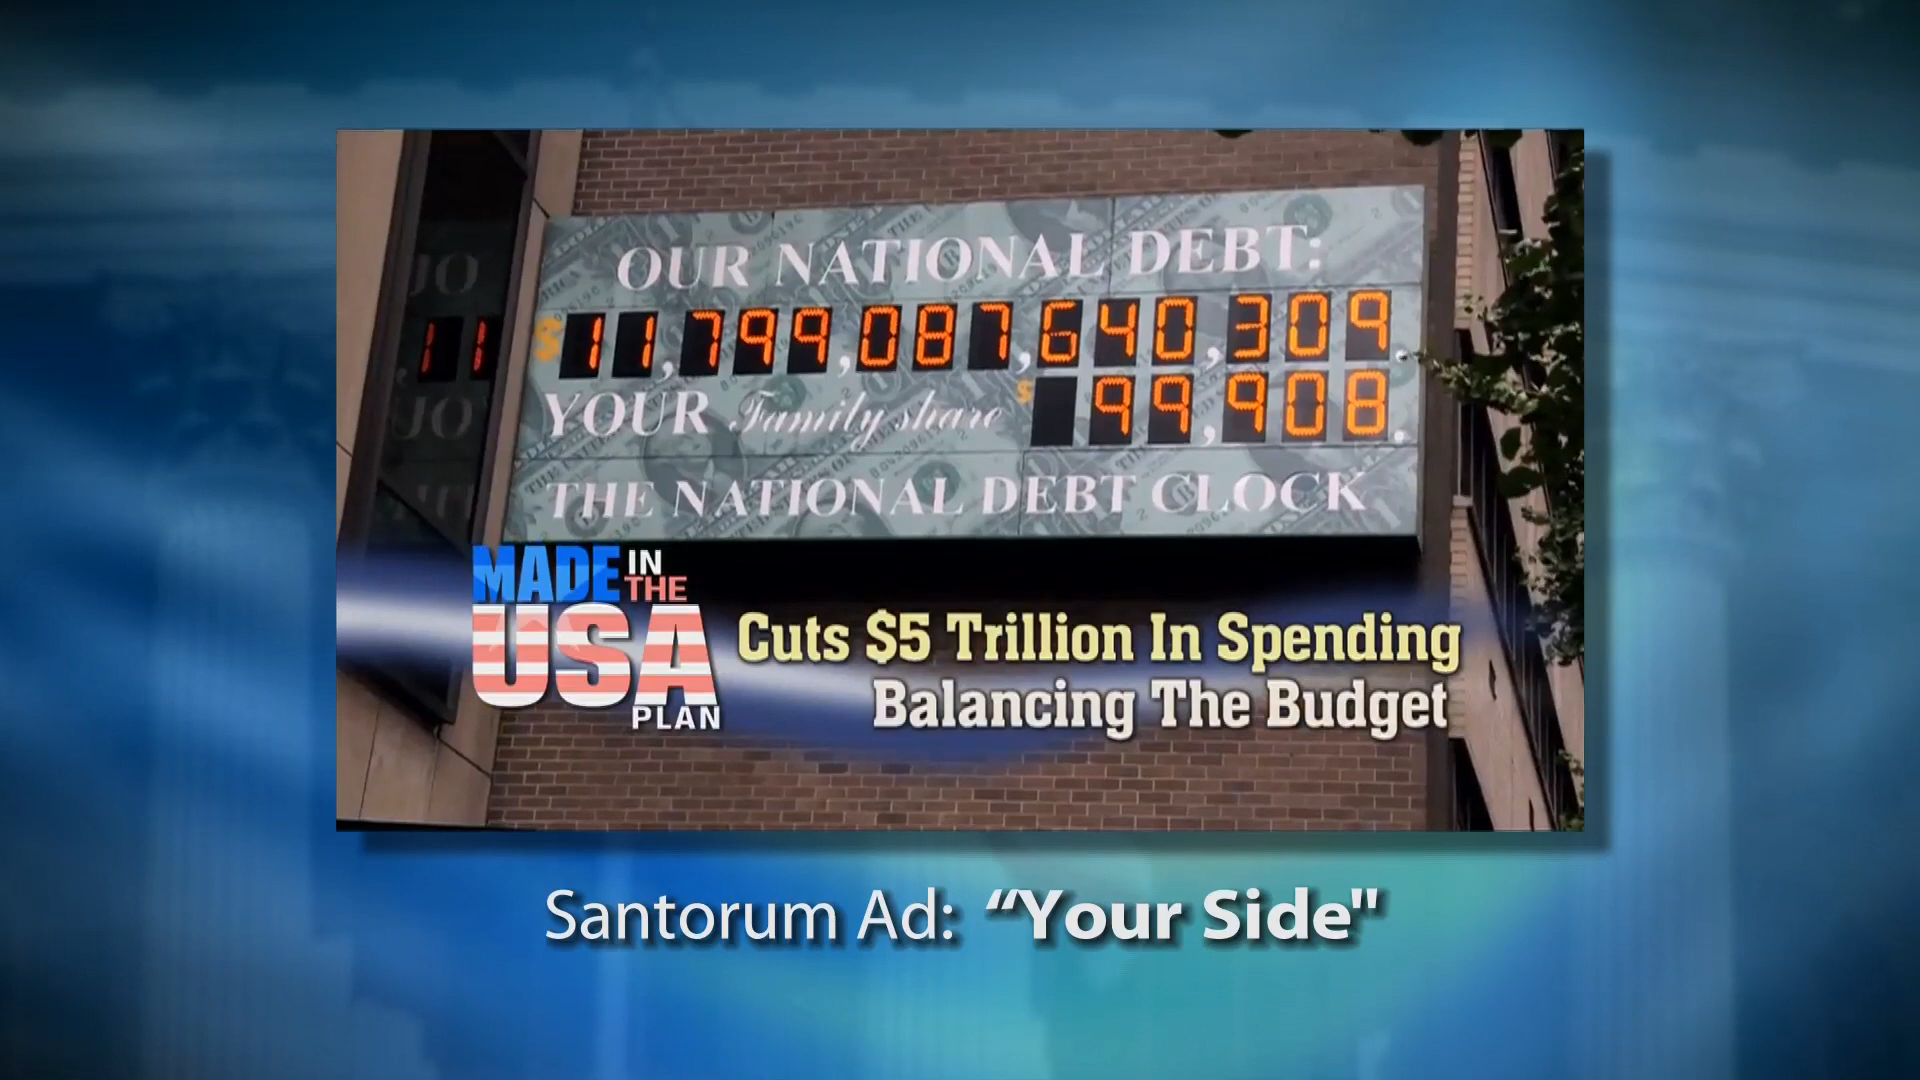 OUR NATIONAL DEBT:
$11,799,087,640,309.
YOUR Family share $99,908.
THE NATIONAL DEBT CLOCK
MADE IN THE
USA
PLAN
Cuts $5 Trillion In Spending
Balancing The Budget
Santorum Ad: “Your Side"